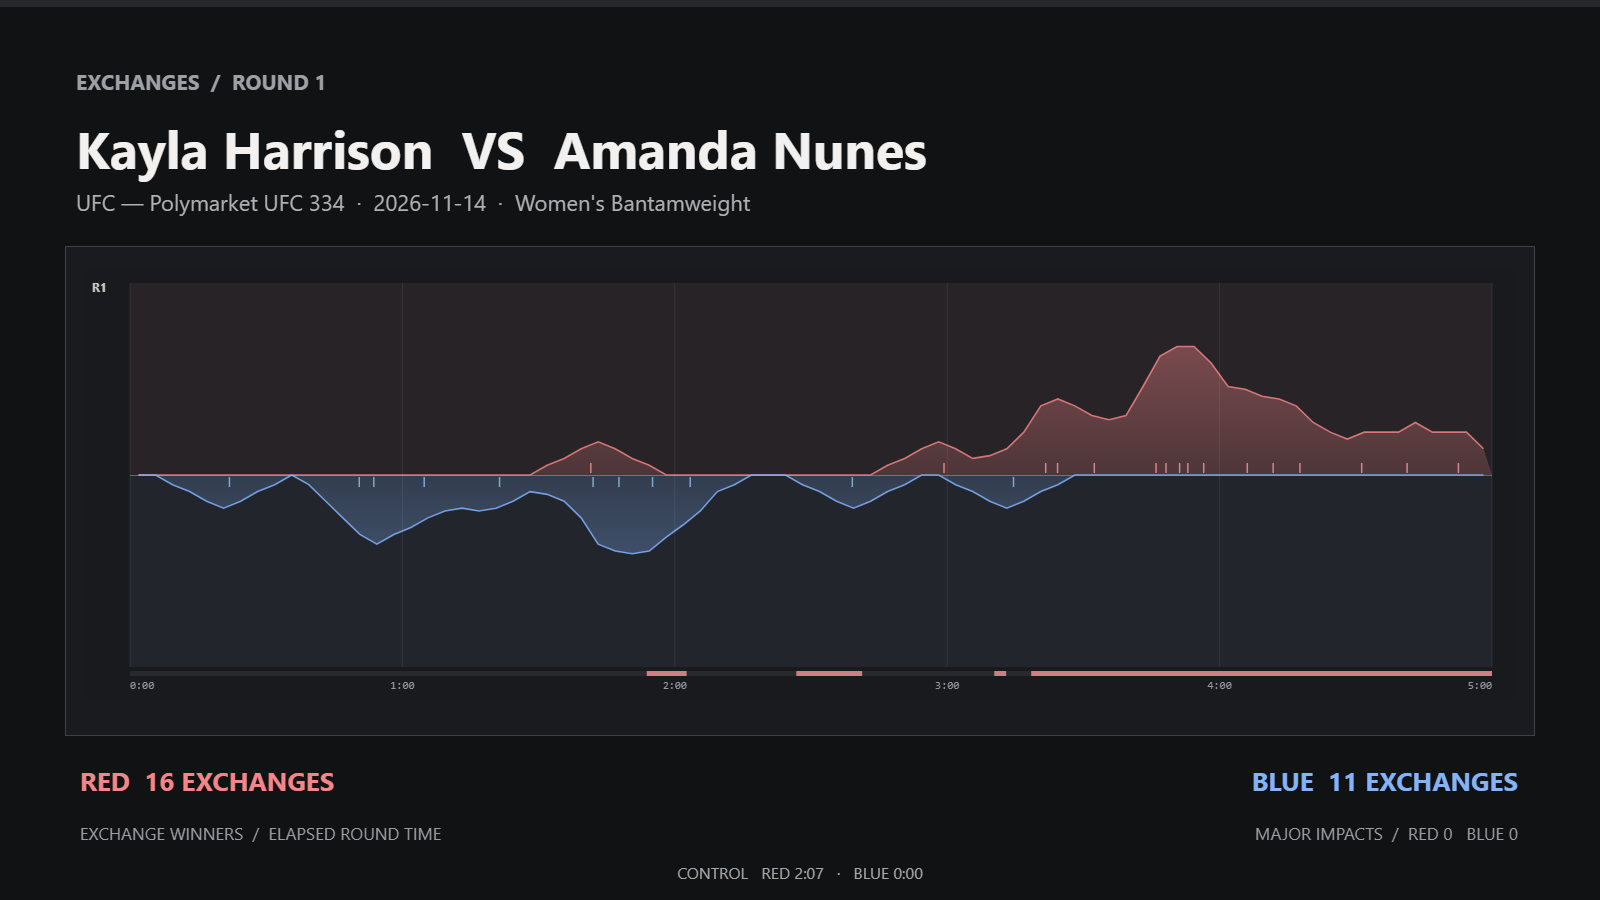 EXCHANGES / ROUND 1
Kayla Harrison VS Amanda Nunes
UFC — Polymarket UFC 334 · 2026-11-14 · Women's Bantamweight
R1
0:00 1:00 2:00 3:00 4:00 5:00
RED 16 EXCHANGES BLUE 11 EXCHANGES
EXCHANGE WINNERS / ELAPSED ROUND TIME MAJOR IMPACTS / RED 0 BLUE 0
CONTROL RED 2:07 · BLUE 0:00